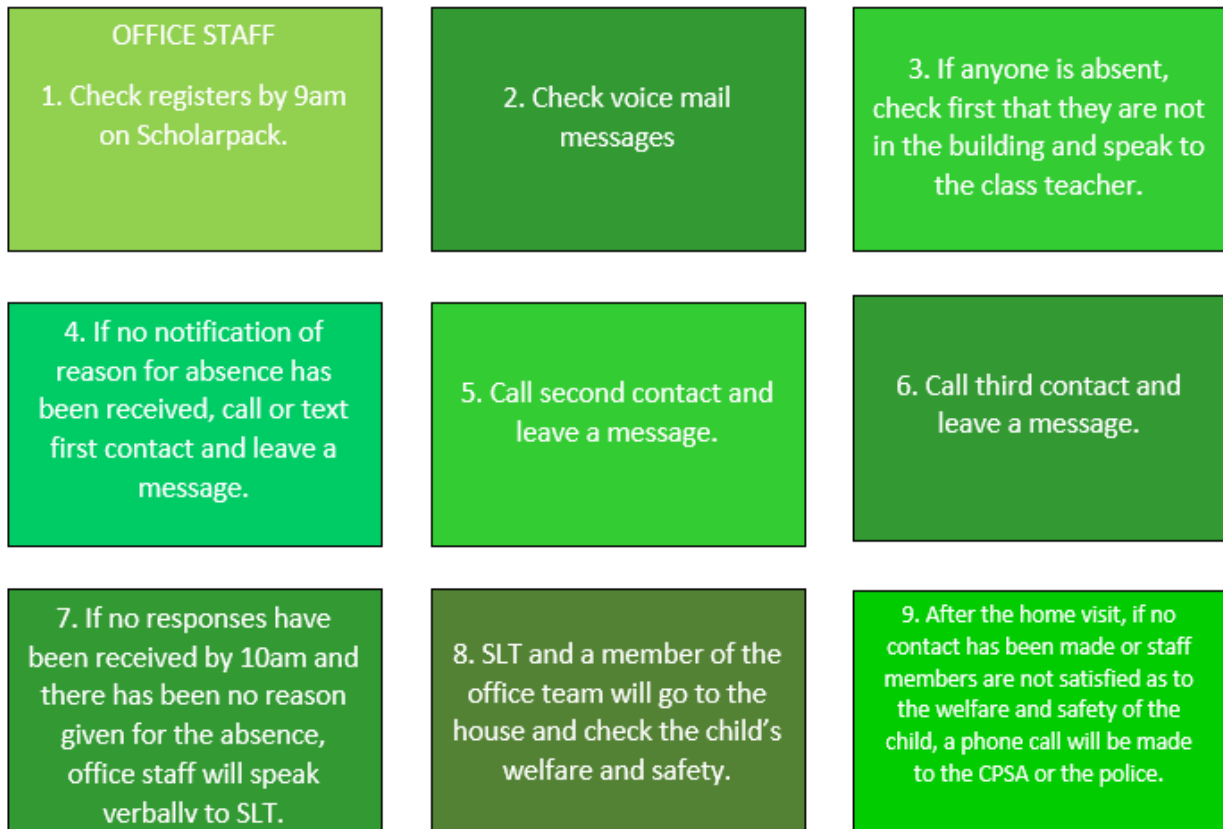 OFFICE STAFF
1. Check registers by 9am
on Scholarpack.
2. Check voice mail
messages
3. If anyone is absent,
check first that they are not
in the building and speak to
the class teacher.
4. If no notification of
reason for absence has
been received, call or text
first contact and leave a
message.
5. Call second contact and
leave a message.
6. Call third contact and
leave a message.
7. If no responses have
been received by 10am and
there has been no reason
given for the absence,
office staff will speak
verbally to SLT.
8. SLT and a member of the
office team will go to the
house and check the child’s
welfare and safety.
9. After the home visit, if no
contact has been made or staff
members are not satisfied as to
the welfare and safety of the
child, a phone call will be made
to the CPSA or the police.